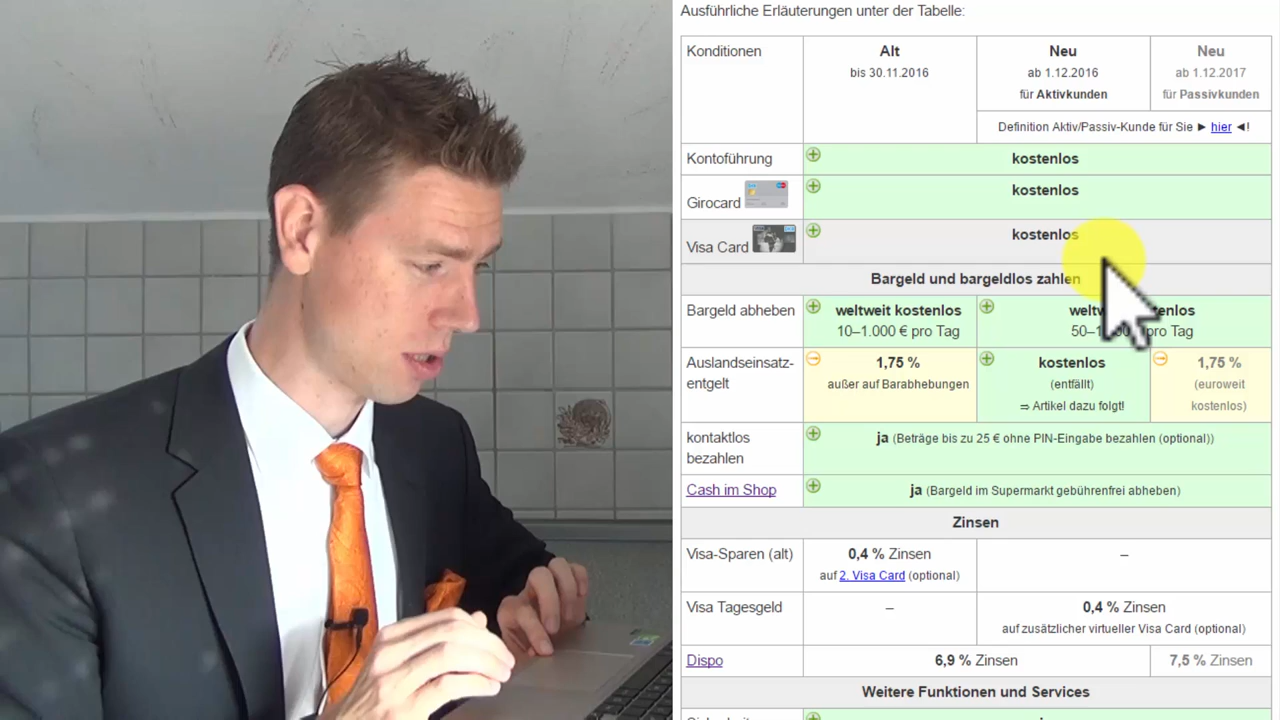 Ausführliche Erläuterungen unter der Tabelle:
Konditionen
Alt
bis 30.11.2016
Neu
ab 1.12.2016
für Aktivkunden
Neu
ab 1.12.2017
für Passivkunden
Definition Aktiv/Passiv-Kunde für Sie ► hier ◄!
Kontoführung
kostenlos
Girocard
kostenlos
Visa Card
kostenlos
Bargeld und bargeldlos zahlen
Bargeld abheben
weltweit kostenlos
10–1.000 € pro Tag
pro Tag
Auslandseinsatz-
entgelt
1,75 %
außer auf Barabhebungen
kostenlos
(entfällt)
⇒ Artikel dazu folgt!
1,75 %
(euroweit
kostenlos)
kontaktlos
bezahlen
ja (Beträge bis zu 25 € ohne PIN-Eingabe bezahlen (optional))
Cash im Shop
ja (Bargeld im Supermarkt gebührenfrei abheben)
Zinsen
Visa-Sparen (alt)
0,4 % Zinsen
auf 2. Visa Card (optional)
–
Visa Tagesgeld
–
0,4 % Zinsen
auf zusätzlicher virtueller Visa Card (optional)
Dispo
6,9 % Zinsen
7,5 % Zinsen
Weitere Funktionen und Services